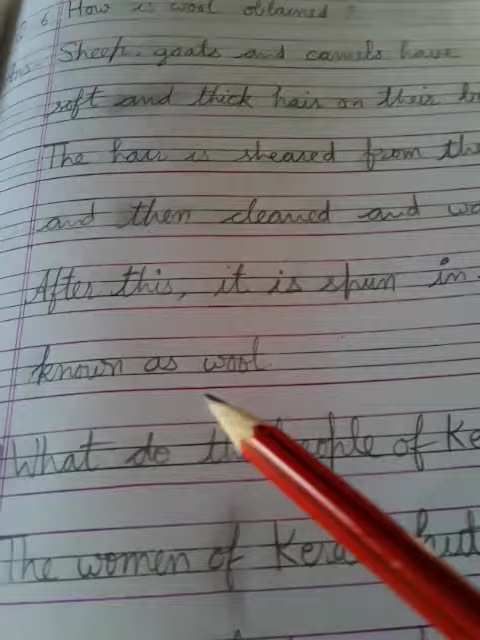 6 How is wool obtained ?
Ans- Sheep, goats and camels have
soft and thick hair on their
The hair is sheared from the
and then cleaned and
After this, it is spun in
known as wool.
What do the people of
The women of